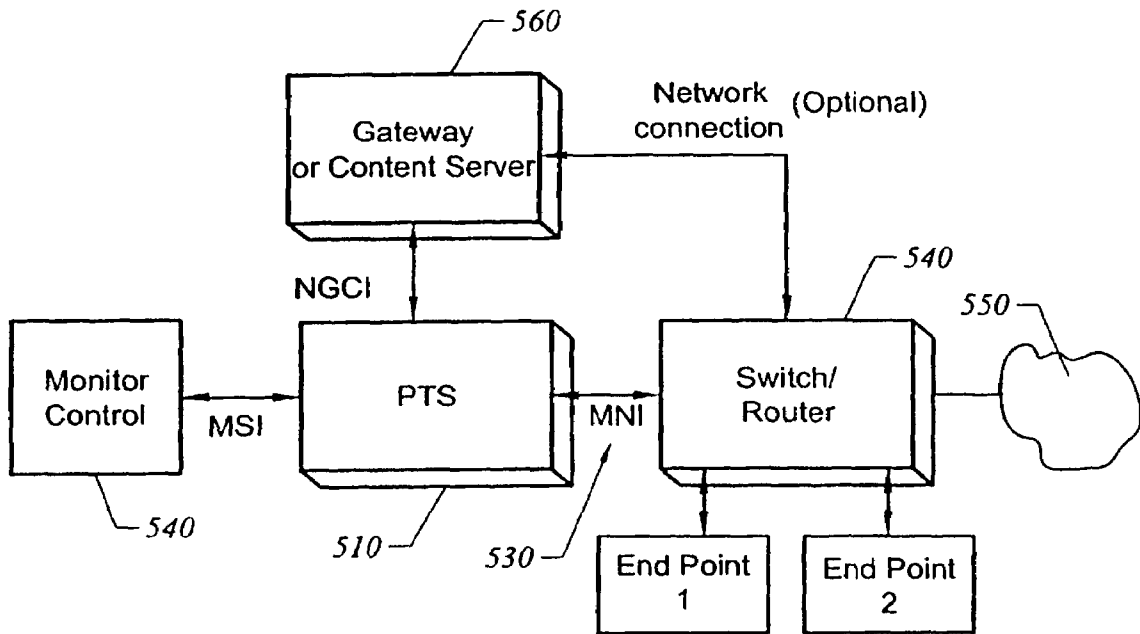 560
Gateway
or Content Server
Network
connection
(Optional)
NGCI
540
550
Monitor
Control
MSI
PTS
MNI
Switch/
Router
540
510
530
End Point
1
End Point
2